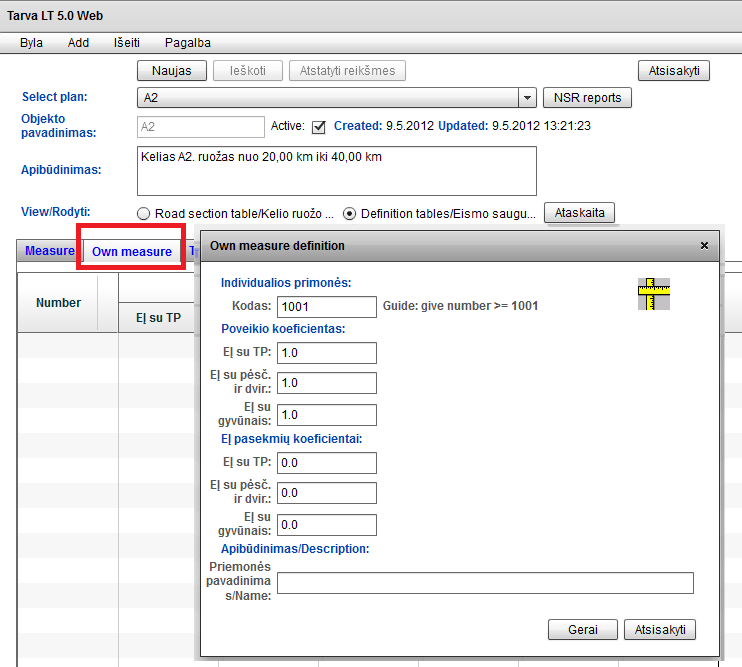 Tarva LT 5.0 Web
Byla Add Išeiti Pagalba
Naujas Ieškoti Atstatyti reikšmes Atsisakyti
Select plan: A2 NSR reports
Objekto
pavadinimas: A2 Active: Created: 9.5.2012 Updated: 9.5.2012 13:21:23
Apibūdinimas: Kelias A2. ruožas nuo 20,00 km iki 40,00 km
View/Rodyti: Road section table/Kelio ruožo ... Definition tables/Eismo saugu... Ataskaita
Measure Own measure
Number
EĮ su TP
Own measure definition
Individualios primonės:
Kodas: 1001 Guide: give number >= 1001
Poveikio koeficientas:
EĮ su TP: 1.0
EĮ su pėsč.
ir dvir.: 1.0
EĮ su
gyvūnais: 1.0
EĮ pasekmių koeficientai:
EĮ su TP: 0.0
EĮ su pėsč.
ir dvir.: 0.0
EĮ su
gyvūnais: 0.0
Apibūdinimas/Description:
Priemonės
pavadinima
s/Name:
Gerai Atsisakyti